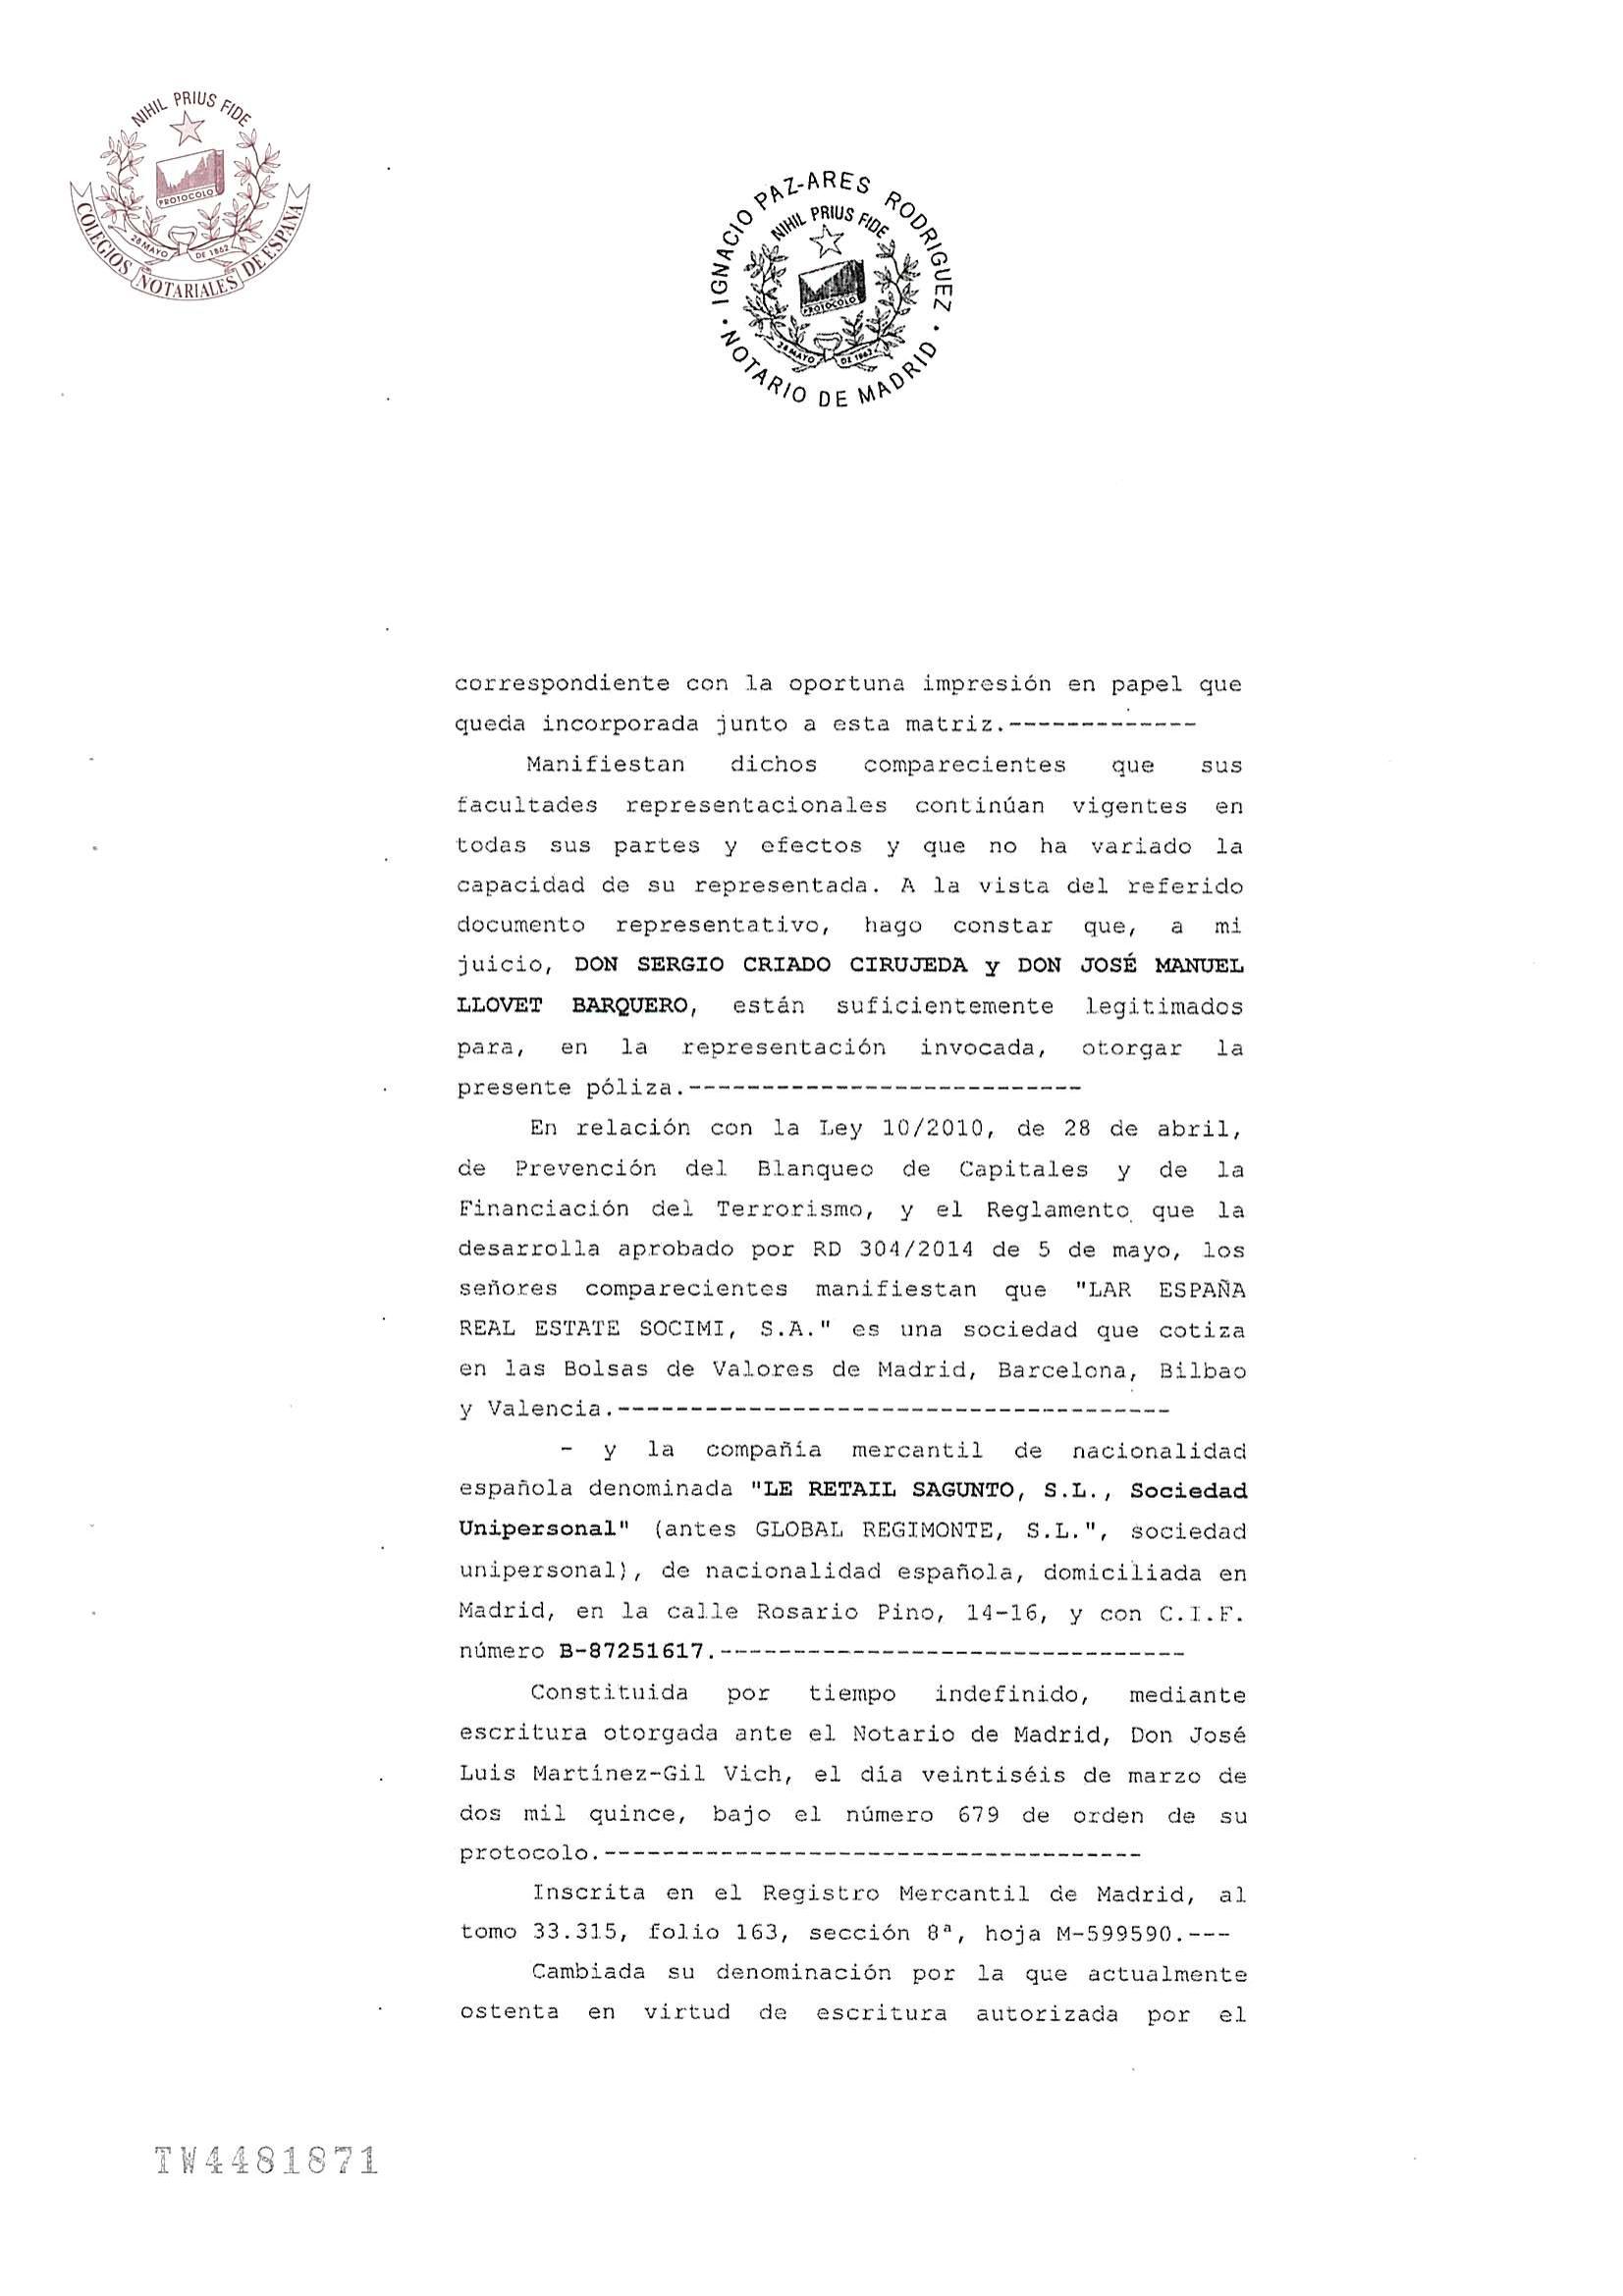 NIHIL PRIUS FIDE
PROTOCOLO
28 MAYO DE 1862
COLEGIOS NOTARIALES DE ESPAÑA
IGNACIO PAZ-ARES RODRIGUEZ
NIHIL PRIUS FIDE
PROTOCOLO
28 MAYO DE 1862
· NOTARIO DE MADRID ·
correspondiente con la oportuna impresión en papel que
queda incorporada junto a esta matriz.-------------
Manifiestan dichos comparecientes que sus
facultades representacionales continúan vigentes en
todas sus partes y efectos y que no ha variado la
capacidad de su representada. A la vista del referido
documento representativo, hago constar que, a mi
juicio, DON SERGIO CRIADO CIRUJEDA y DON JOSÉ MANUEL
LLOVET BARQUERO, están suficientemente legitimados
para, en la representación invocada, otorgar la
presente póliza.---------------------------
En relación con la Ley 10/2010, de 28 de abril,
de Prevención del Blanqueo de Capitales y de la
Financiación del Terrorismo, y el Reglamento que la
desarrolla aprobado por RD 304/2014 de 5 de mayo, los
señores comparecientes manifiestan que "LAR ESPAÑA
REAL ESTATE SOCIMI, S.A." es una sociedad que cotiza
en las Bolsas de Valores de Madrid, Barcelona, Bilbao
y Valencia.--------------------------------------
- y la compañía mercantil de nacionalidad
española denominada "LE RETAIL SAGUNTO, S.L., Sociedad
Unipersonal" (antes GLOBAL REGIMONTE, S.L.", sociedad
unipersonal), de nacionalidad española, domiciliada en
Madrid, en la calle Rosario Pino, 14-16, y con C.I.F.
número B-87251617.--------------------------------
Constituida por tiempo indefinido, mediante
escritura otorgada ante el Notario de Madrid, Don José
Luis Martínez-Gil Vich, el día veintiséis de marzo de
dos mil quince, bajo el número 679 de orden de su
protocolo.-------------------------------------
Inscrita en el Registro Mercantil de Madrid, al
tomo 33.315, folio 163, sección 8ª, hoja M-599590.---
Cambiada su denominación por la que actualmente
ostenta en virtud de escritura autorizada por el
TW4481871